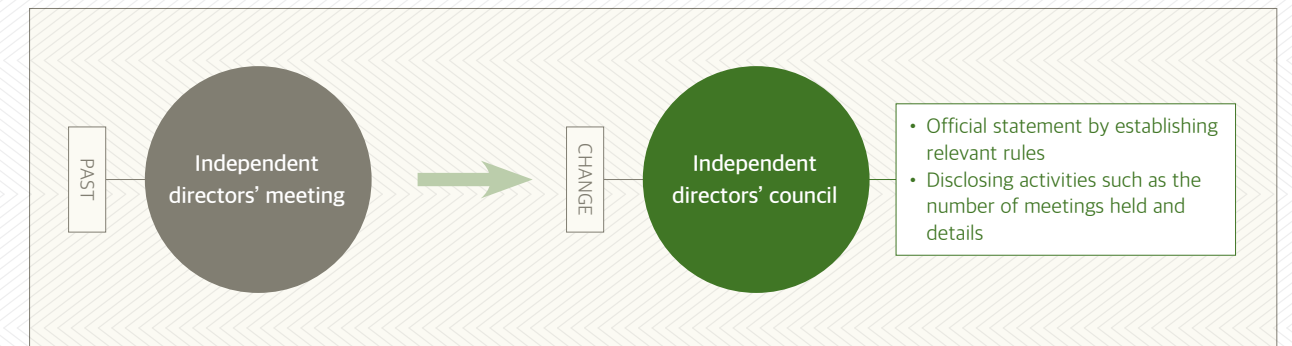 PAST
Independent
directors’ meeting
CHANGE
Independent
directors’ council
• Official statement by establishing
relevant rules
• Disclosing activities such as the
number of meetings held and
details